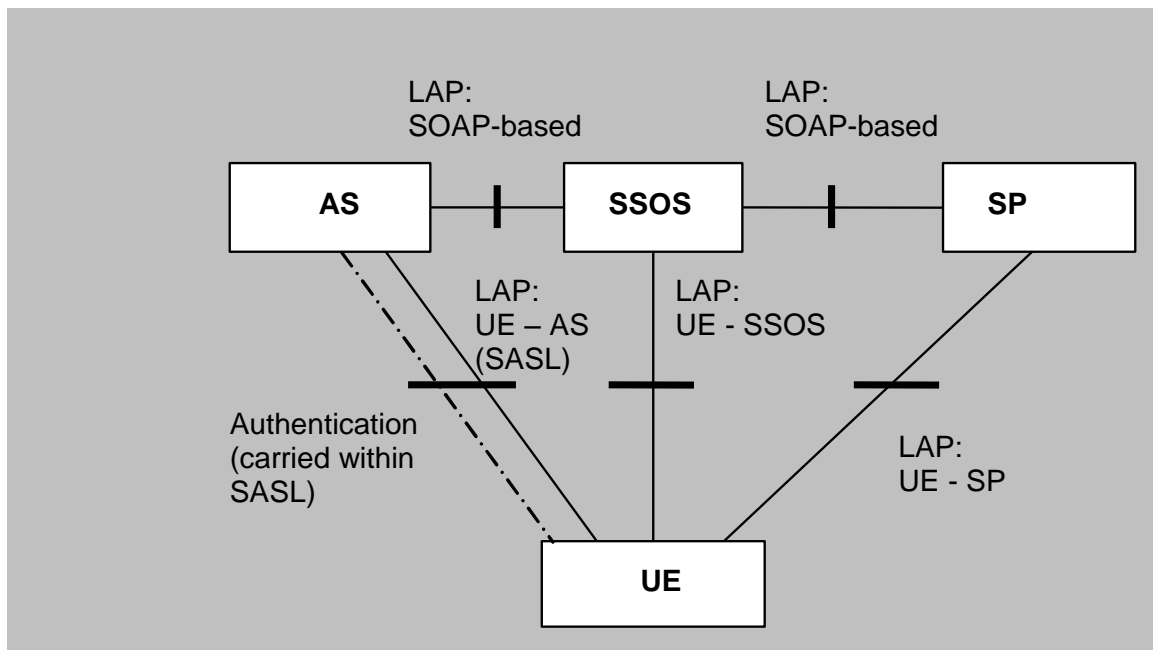 LAP:
SOAP-based
LAP:
SOAP-based
AS
SSOS
SP
LAP:
UE – AS
(SASL)
LAP:
UE - SSOS
Authentication
(carried within
SASL)
LAP:
UE - SP
UE